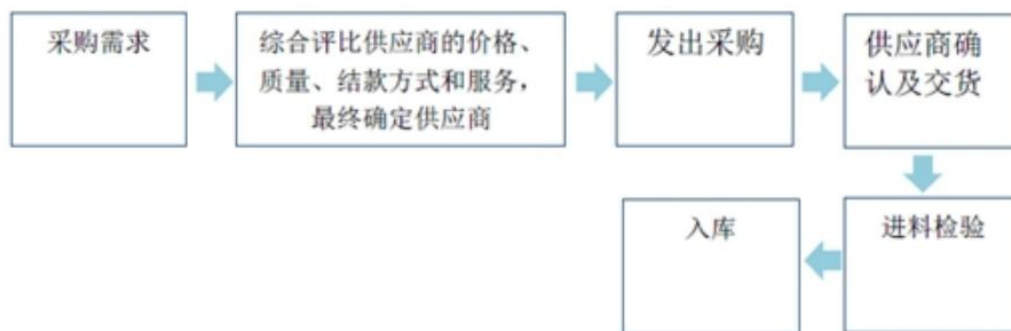 采购需求
综合评比供应商的价格、
质量、结款方式和服务，
最终确定供应商
发出采购
供应商确
认及交货
进料检验
入库